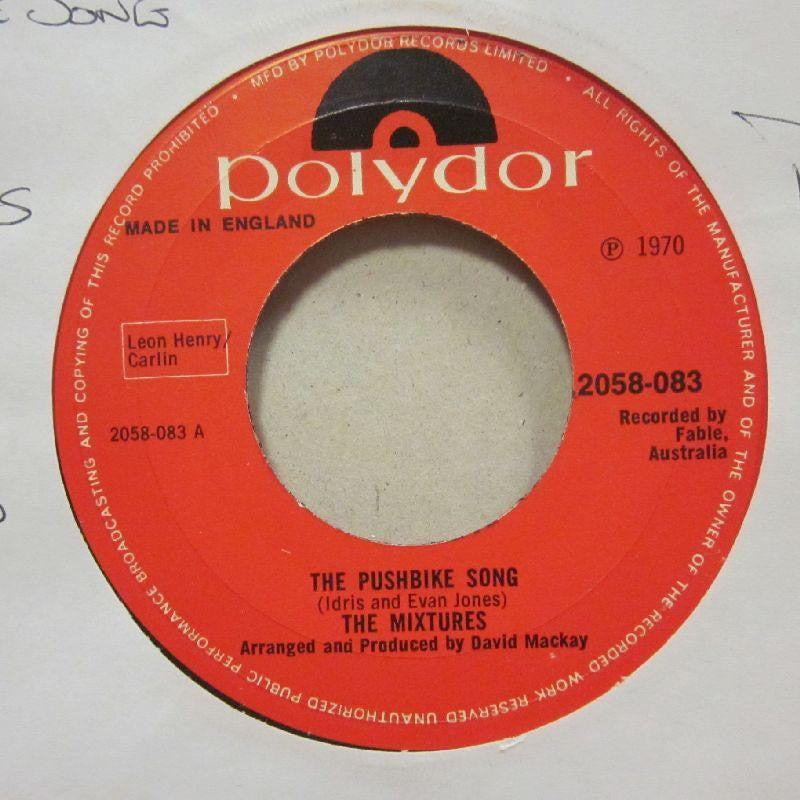 SONG
S
MFD BY POLYDOR RECORDS LIMITED • ALL RIGHTS OF THE MANUFACTURER AND OF THE OWNER OF THE RECORDED WORK RESERVED UNAUTHORIZED PUBLIC PERFORMANCE BROADCASTING AND COPYING OF THIS RECORD PROHIBITED •
polydor
MADE IN ENGLAND
℗ 1970
Leon Henry/
Carlin
2058-083
2058-083 A
Recorded by
Fable,
Australia
THE PUSHBIKE SONG
(Idris and Evan Jones)
THE MIXTURES
Arranged and Produced by David Mackay